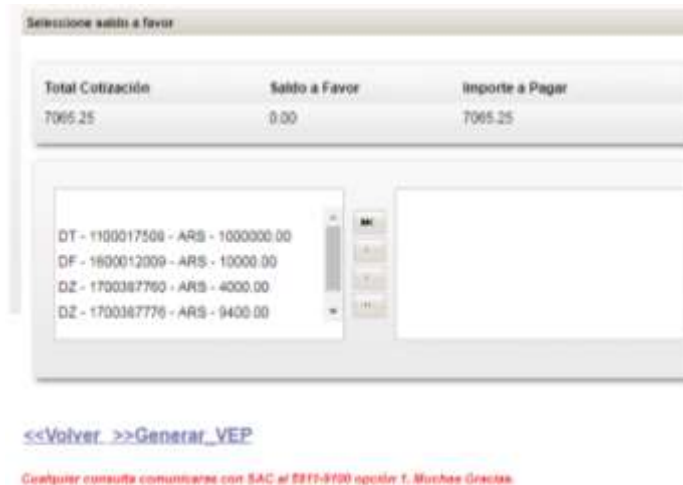 Seleccione saldo a favor
Total Cotización Saldo a Favor Importe a Pagar
7065.25 0.00 7065.25
DT - 1100017508 - ARS - 1000000.00
DF - 1600012009 - ARS - 10000.00
DZ - 1700387760 - ARS - 4000.00
DZ - 1700387776 - ARS - 9400.00
<<Volver >>Generar_VEP
Cualquier consulta comunicarse con SAC al 5811-9100 opción 1. Muchas Gracias.